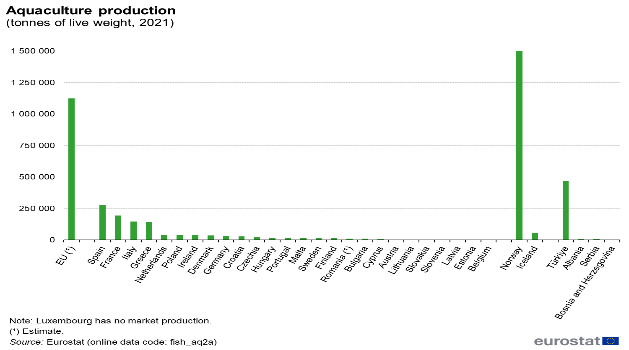 Aquaculture production
(tonnes of live weight, 2021)
1 500 000
1 250 000
1 000 000
750 000
500 000
250 000
0
EU (¹)
Spain
France
Italy
Greece
Netherlands
Poland
Ireland
Denmark
Germany
Croatia
Czechia
Hungary
Portugal
Malta
Sweden
Finland
Romania (¹)
Bulgaria
Cyprus
Austria
Lithuania
Slovakia
Slovenia
Latvia
Estonia
Belgium
Norway
Iceland
Türkiye
Albania
Serbia
Bosnia and Herzegovina
Note: Luxembourg has no market production.
(¹) Estimate.
Source: Eurostat (online data code: fish_aq2a)
eurostat